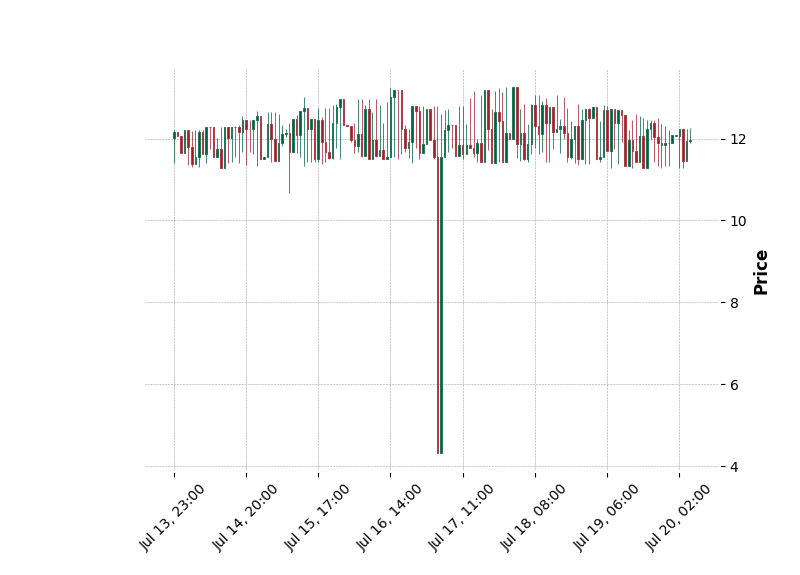 12
10
8
6
4
Price
Jul 13, 23:00
Jul 14, 20:00
Jul 15, 17:00
Jul 16, 14:00
Jul 17, 11:00
Jul 18, 08:00
Jul 19, 06:00
Jul 20, 02:00